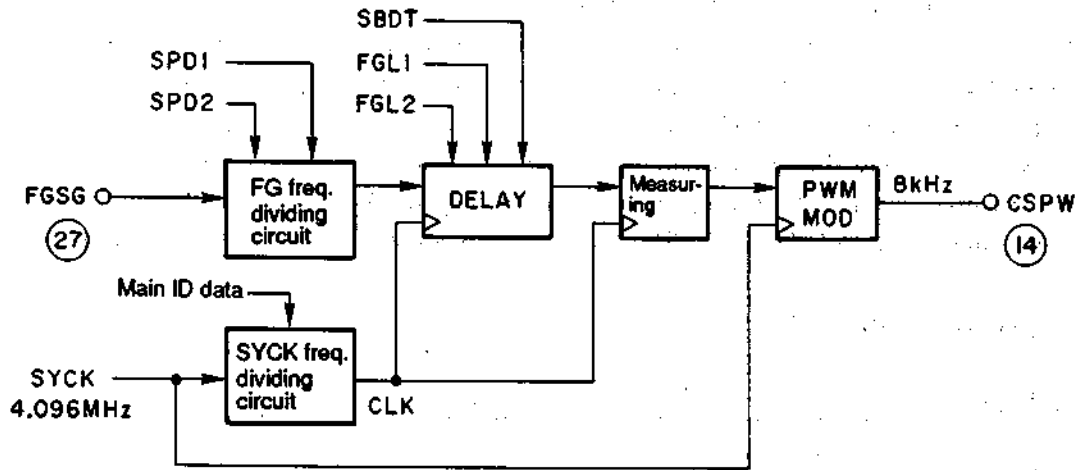 SBDT
SPD1
FGL1
SPD2
FGL2
FGSG
27
FG freq.
dividing
circuit
DELAY
Measur-
ing
PWM
MOD
8kHz
CSPW
14
Main ID data
SYCK freq.
dividing
circuit
SYCK
4.096MHz
CLK